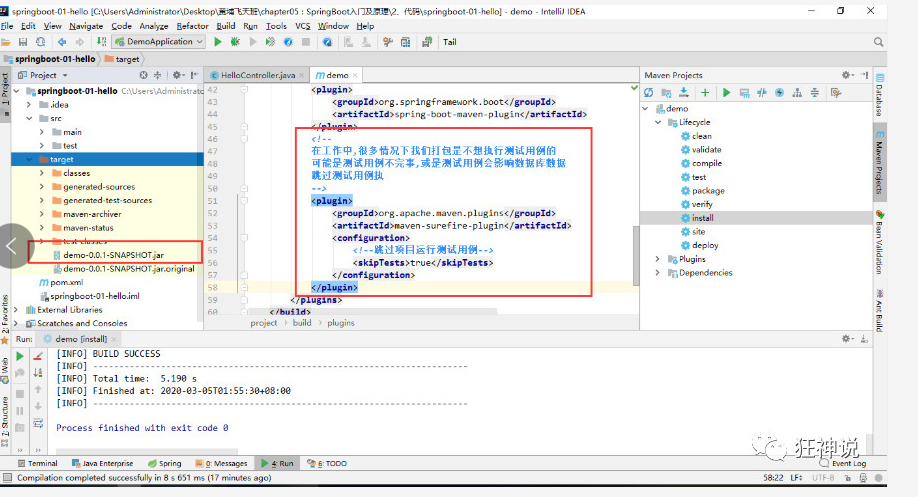 springboot-01-hello [C:\Users\Administrator\Desktop\黄埔飞天班\chapter05：SpringBoot入门及原理\2、代码\springboot-01-hello] - demo - IntelliJ IDEA
File Edit View Navigate Code Analyze Refactor Build Run Tools VCS Window Help
DemoApplication Tail
springboot-01-hello target
Project
HelloController.java × demo ×
Maven Projects
springboot-01-hello C:\Users\Administrato
.idea
src
main
test
target
classes
generated-sources
generated-test-sources
maven-archiver
maven-status
test-classes
demo-0.0.1-SNAPSHOT.jar
demo-0.0.1-SNAPSHOT.jar.original
pom.xml
springboot-01-hello.iml
External Libraries
Scratches and Consoles
42 <plugin>
43 <groupId>org.springframework.boot</groupId>
44 <artifactId>spring-boot-maven-plugin</artifactId>
45 </plugin>
46 <!--
47 在工作中,很多情况下我们打包是不想执行测试用例的
48 可能是测试用例不完事,或是测试用例会影响数据库数据
49 跳过测试用例执
50 -->
51 <plugin>
52 <groupId>org.apache.maven.plugins</groupId>
53 <artifactId>maven-surefire-plugin</artifactId>
54 <configuration>
55 <!--跳过项目运行测试用例-->
56 <skipTests>true</skipTests>
57 </configuration>
58 </plugin>
59 </plugins>
60 </build>
project build plugins
demo
Lifecycle
clean
validate
compile
test
package
verify
install
site
deploy
Plugins
Dependencies
1: Project
2: Favorites
Web
7: Structure
Database
Maven Projects
Bean Validation
Ant Build
Run: demo [install] ×
[INFO] BUILD SUCCESS
[INFO] ------------------------------------------------------------------------
[INFO] Total time: 5.190 s
[INFO] Finished at: 2020-03-05T01:55:30+08:00
[INFO] ------------------------------------------------------------------------
Process finished with exit code 0
狂神说
Terminal Java Enterprise Spring 0: Messages 4: Run 6: TODO Event Log
Compilation completed successfully in 8 s 651 ms (17 minutes ago) 58:22 LF÷ UTF-8